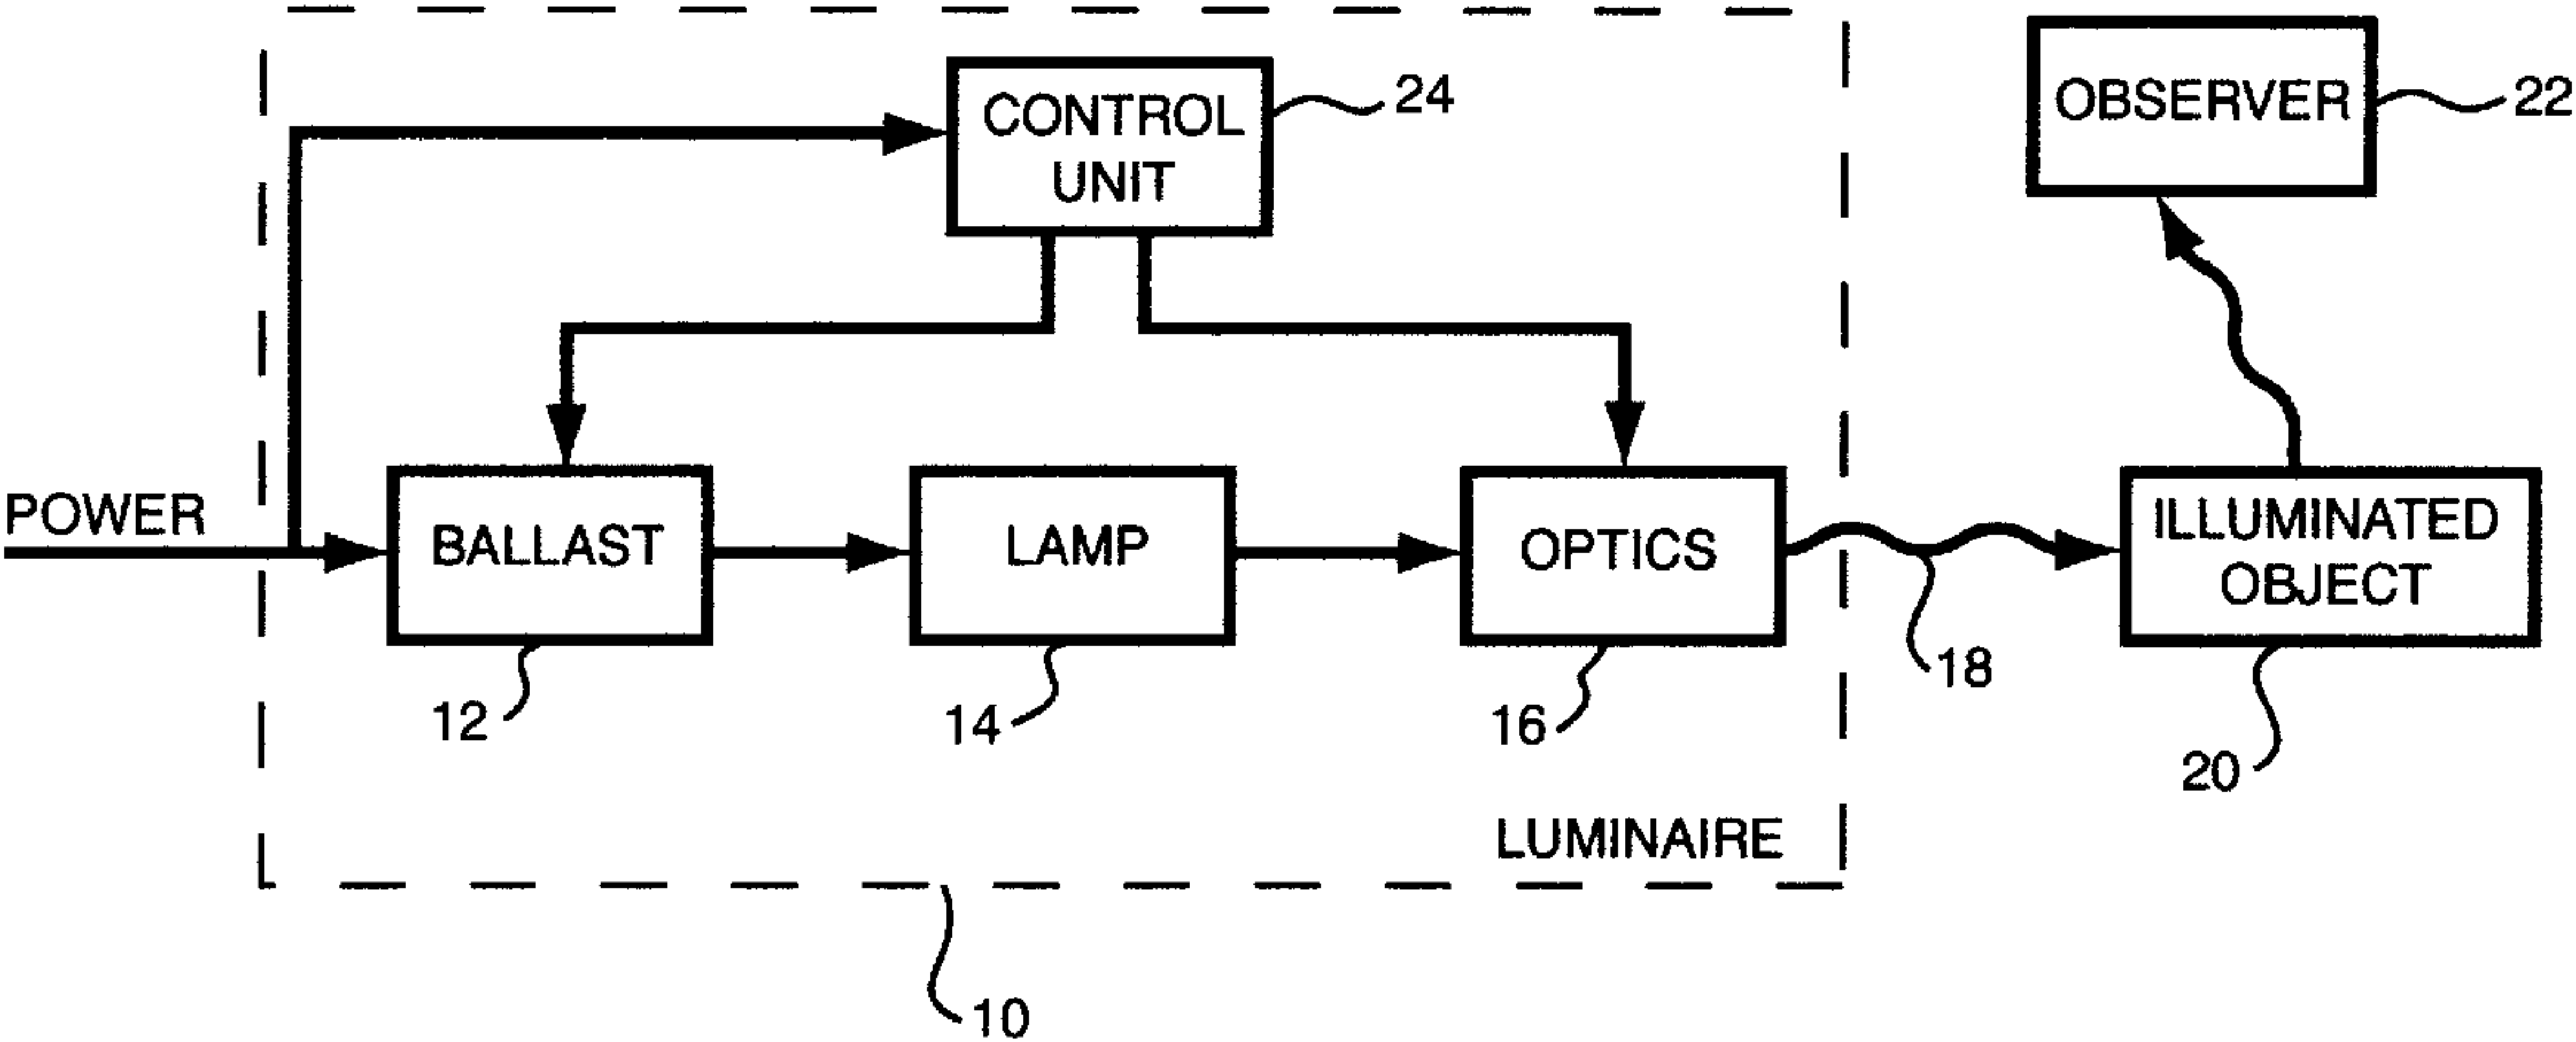 CONTROL
UNIT
24
OBSERVER
22
POWER
BALLAST
LAMP
OPTICS
ILLUMINATED
OBJECT
12
14
16
18
20
LUMINAIRE
10